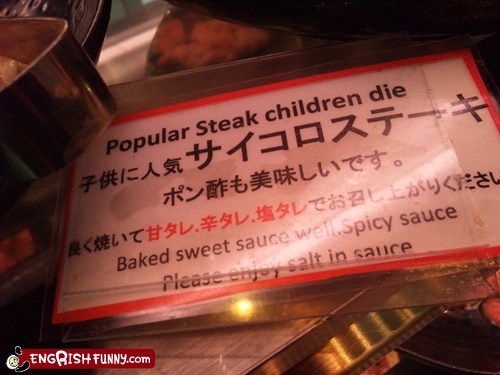 Popular Steak children die
子供に人気サイコロステーキ
ポン酢も美味しいです。
良く焼いて甘タレ.辛タレ.塩タレでお召し上がりください
Baked sweet sauce well.Spicy sauce
Please enjoy salt in sauce
ENGRISHFUNNY.COM